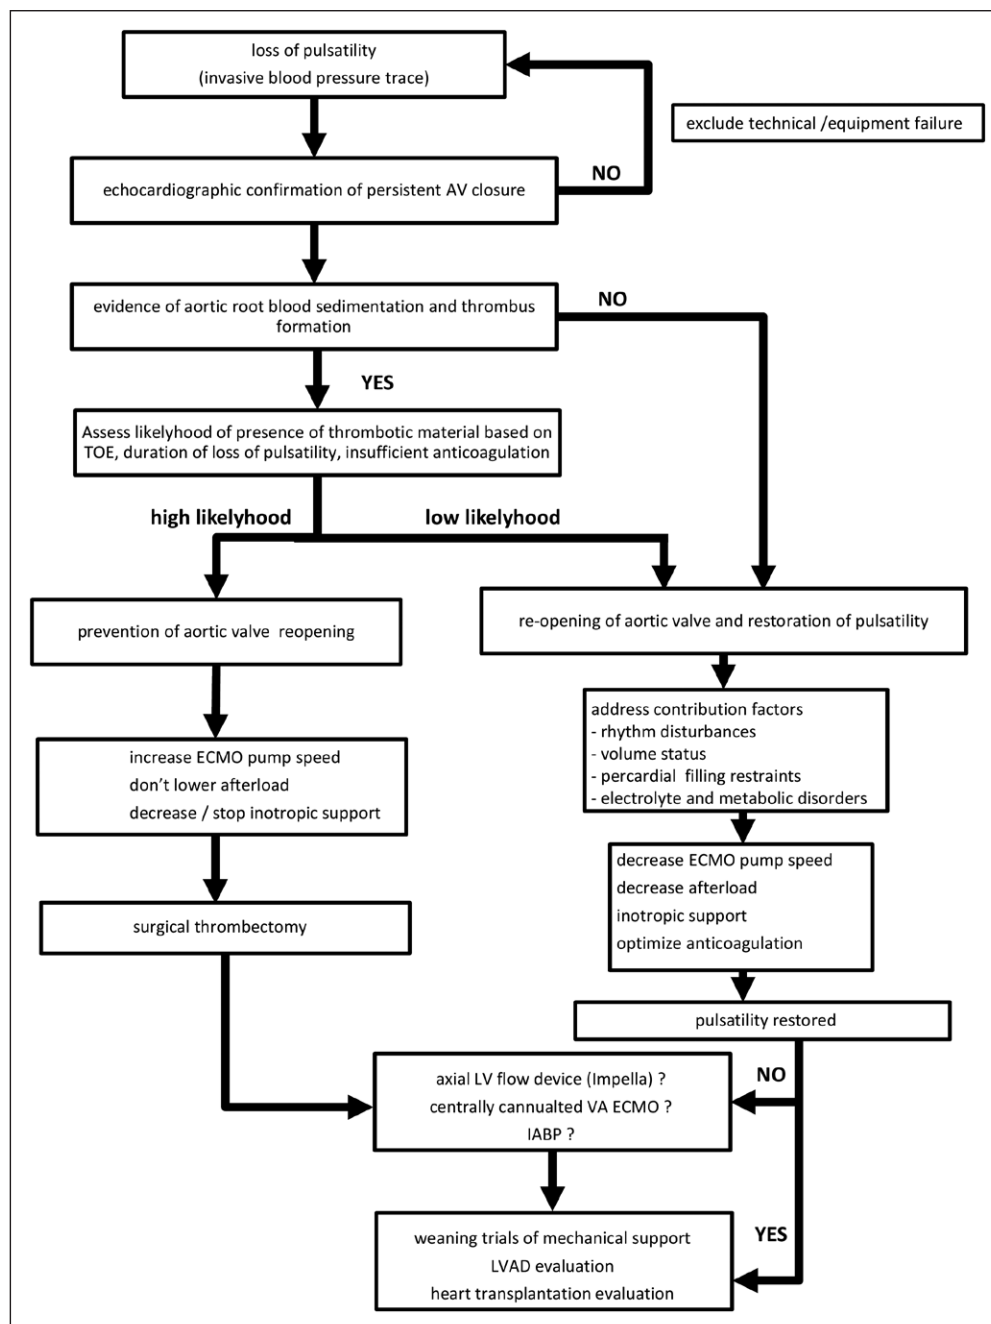 loss of pulsatility
(invasive blood pressure trace)
exclude technical /equipment failure
echocardiographic confirmation of persistent AV closure
NO
evidence of aortic root blood sedimentation and thrombus
formation
NO
YES
Assess likelyhood of presence of thrombotic material based on
TOE, duration of loss of pulsatility, insufficient anticoagulation
high likelyhood
low likelyhood
prevention of aortic valve reopening
re-opening of aortic valve and restoration of pulsatility
increase ECMO pump speed
don't lower afterload
decrease / stop inotropic support
address contribution factors
- rhythm disturbances
- volume status
- percardial filling restraints
- electrolyte and metabolic disorders
decrease ECMO pump speed
decrease afterload
inotropic support
optimize anticoagulation
surgical thrombectomy
pulsatility restored
NO
axial LV flow device (Impella) ?
centrally cannualted VA ECMO ?
IABP ?
YES
weaning trials of mechanical support
LVAD evaluation
heart transplantation evaluation